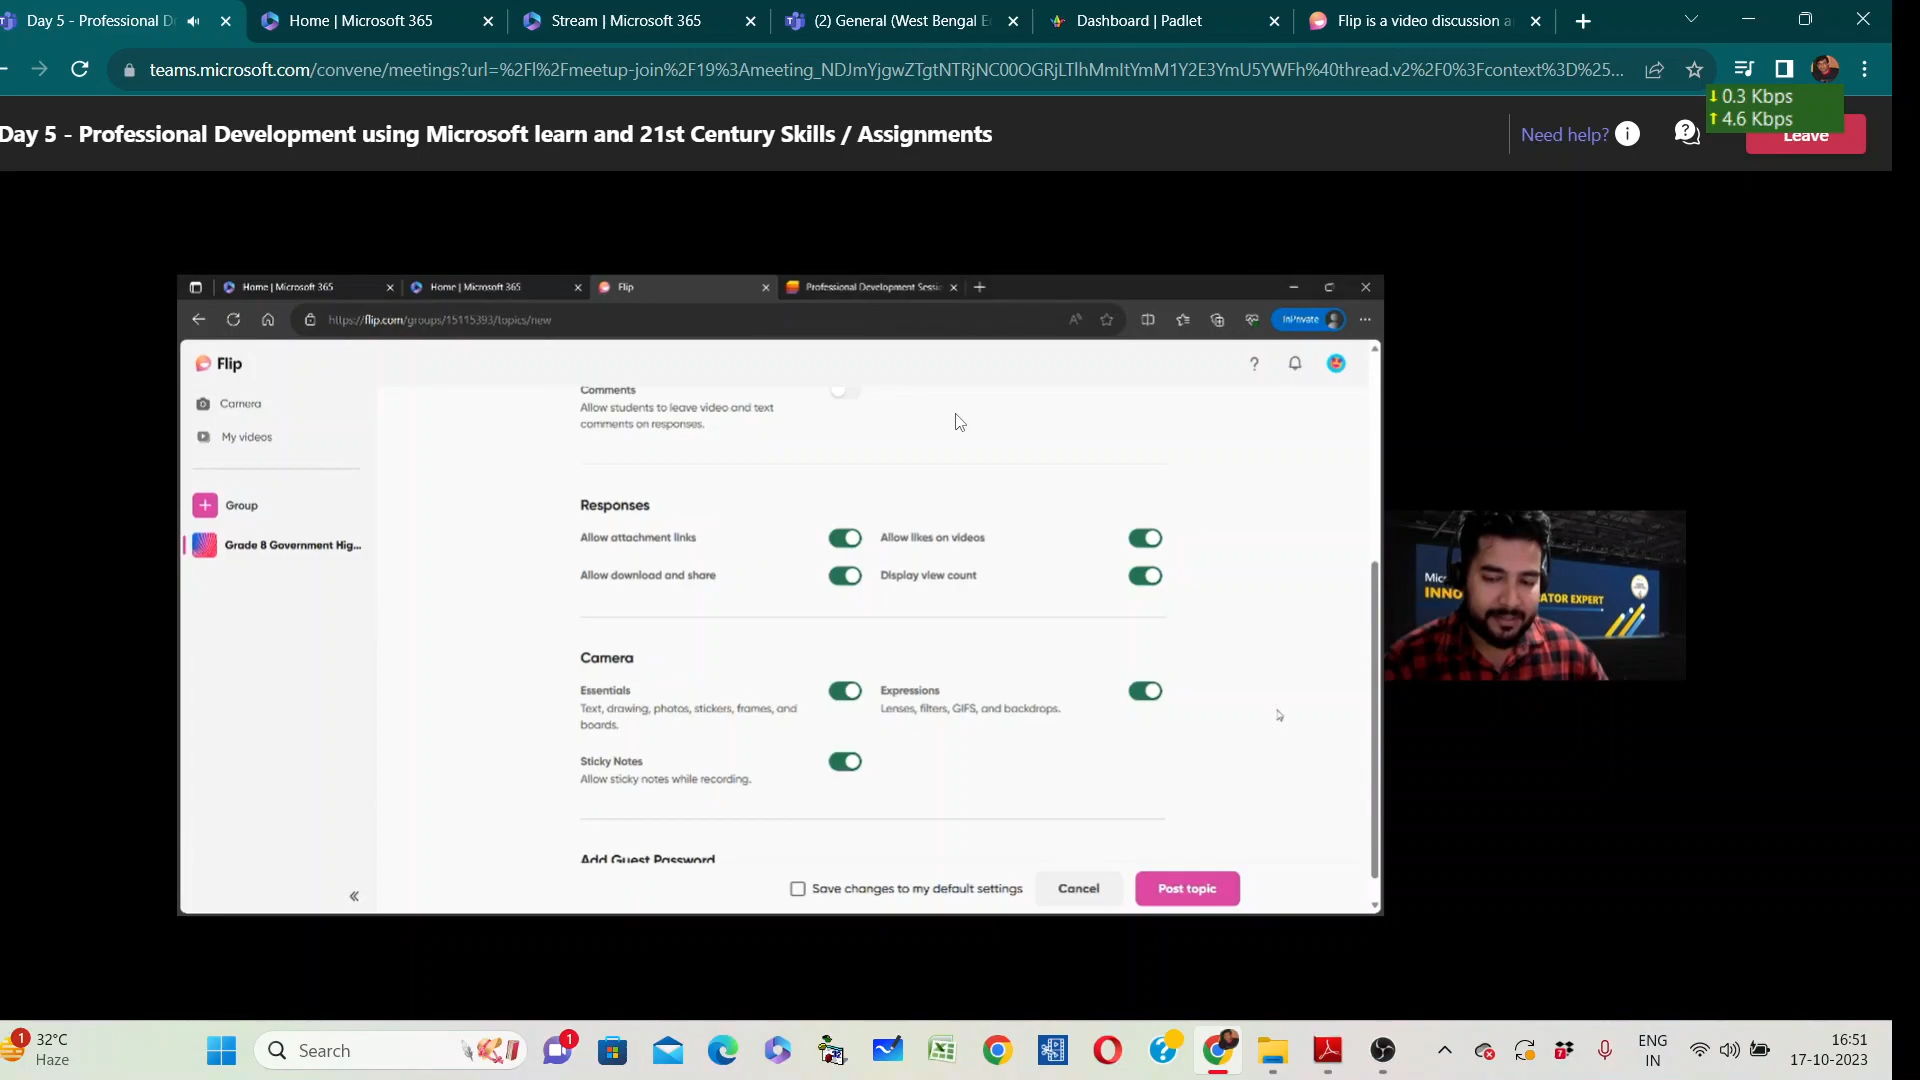 Day 5 - Professional D
Home | Microsoft 365
Stream | Microsoft 365
(2) General (West Bengal E
Dashboard | Padlet
Flip is a video discussion a
teams.microsoft.com/convene/meetings?url=%2Fl%2Fmeetup-join%2F19%3Ameeting_NDJmYjgwZTgtNTRjNC00OGRjLTlhMmItYmM1Y2E3YmU5YWFh%40thread.v2%2F0%3Fcontext%3D%25...
0.3 Kbps
4.6 Kbps
Day 5 - Professional Development using Microsoft learn and 21st Century Skills / Assignments
Need help?
Leave
Home | Microsoft 365
Home | Microsoft 365
Flip
Professional Development Sessi
https://flip.com/groups/15115393/topics/new
InPrivate
Flip
Camera
My videos
Group
Grade 8 Government Hig...
Comments
Allow students to leave video and text
comments on responses.
Responses
Allow attachment links
Allow likes on videos
Allow download and share
Display view count
Camera
Essentials
Text, drawing, photos, stickers, frames, and
boards.
Expressions
Lenses, filters, GIFS, and backdrops.
Sticky Notes
Allow sticky notes while recording.
Add Guest Password
Save changes to my default settings
Cancel
Post topic
Mic
INNO
ATOR EXPERT
1
32°C
Haze
Search
1
7
ENG
IN
16:51
17-10-2023